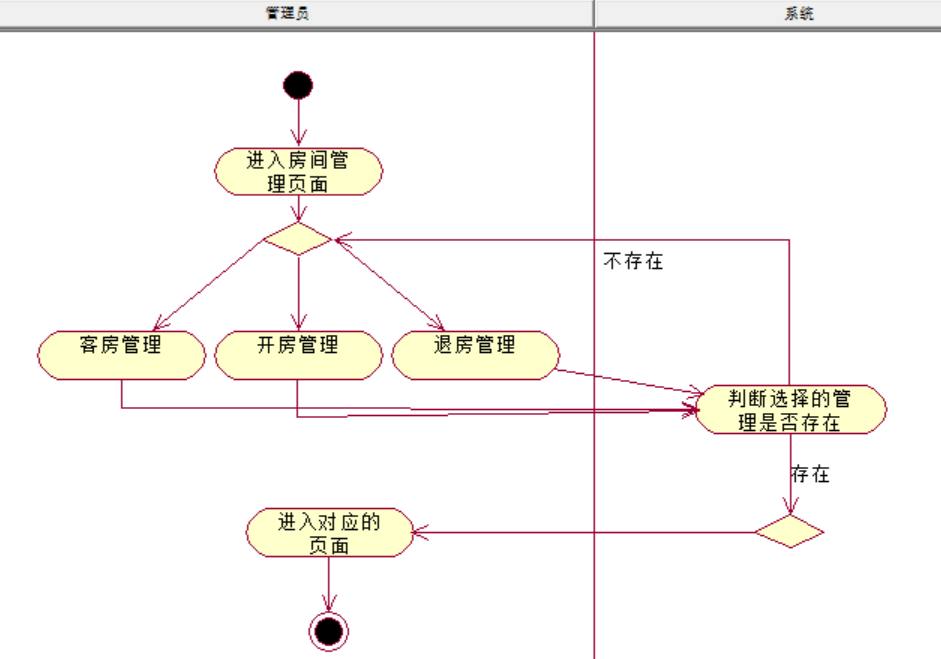 管理员
系统
进入房间管
理页面
不存在
客房管理
开房管理
退房管理
判断选择的管
理是否存在
存在
进入对应的
页面